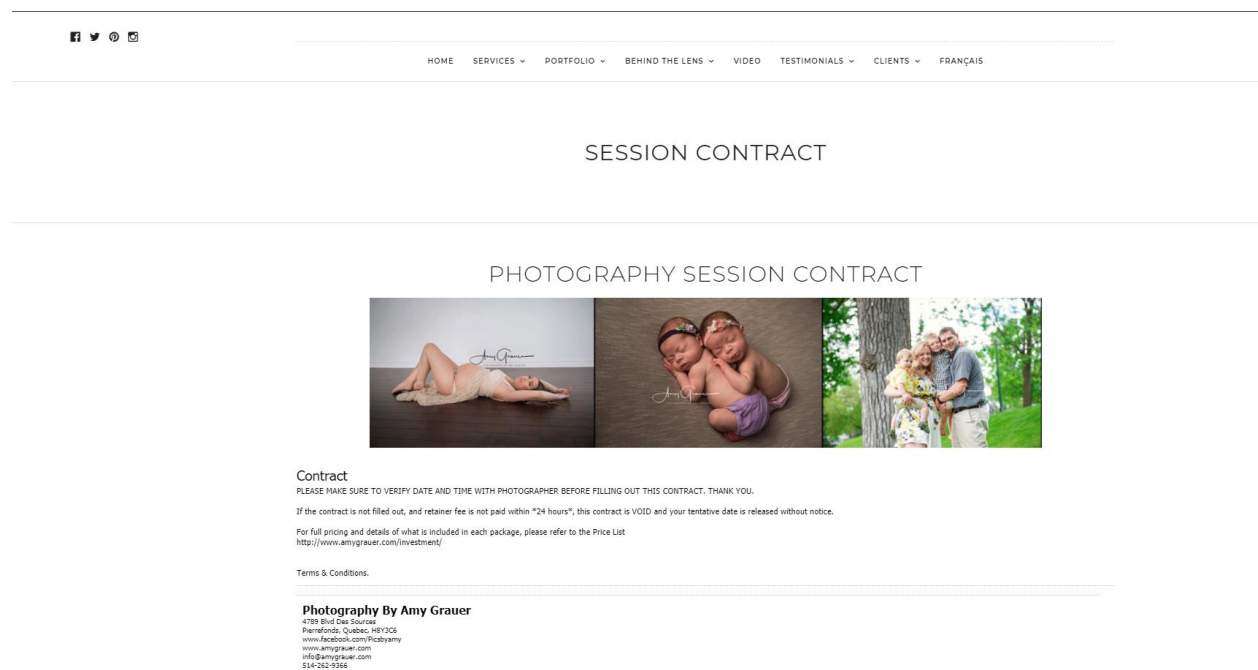 HOME SERVICES PORTFOLIO BEHIND THE LENS VIDEO TESTIMONIALS CLIENTS FRANÇAIS
SESSION CONTRACT
PHOTOGRAPHY SESSION CONTRACT
Amy Grauer
Amy Grauer
Contract
PLEASE MAKE SURE TO VERIFY DATE AND TIME WITH PHOTOGRAPHER BEFORE FILLING OUT THIS CONTRACT. THANK YOU.
If the contract is not filled out, and retainer fee is not paid within *24 hours*, this contract is VOID and your tentative date is released without notice.
For full pricing and details of what is included in each package, please refer to the Price List
http://www.amygrauer.com/investment/
Terms & Conditions.
Photography By Amy Grauer
4789 Blvd Des Sources
Pierrefonds, Quebec, H8Y3C6
www.facebook.com/Picsbyamy
www.amygrauer.com
info@amygrauer.com
514-262-9366